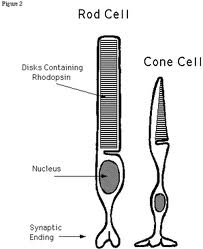 Figure 2
Rod Cell
Cone Cell
Disks Containing
Rhodopsin
Nucleus
Synaptic
Ending